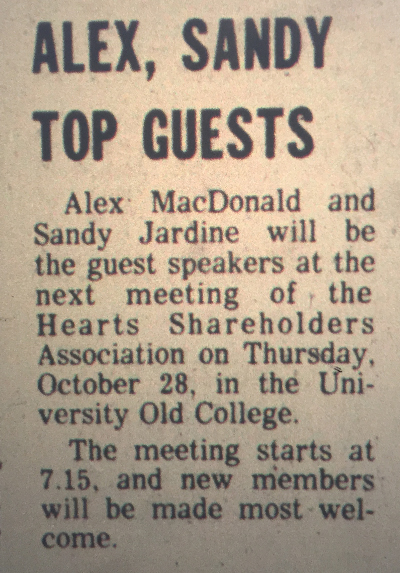 ALEX, SANDY
TOP GUESTS
Alex MacDonald and
Sandy Jardine will be
the guest speakers at the
next meeting of the
Hearts Shareholders
Association on Thursday,
October 28, in the Uni-
versity Old College.
The meeting starts at
7.15, and new members
will be made most wel-
come.